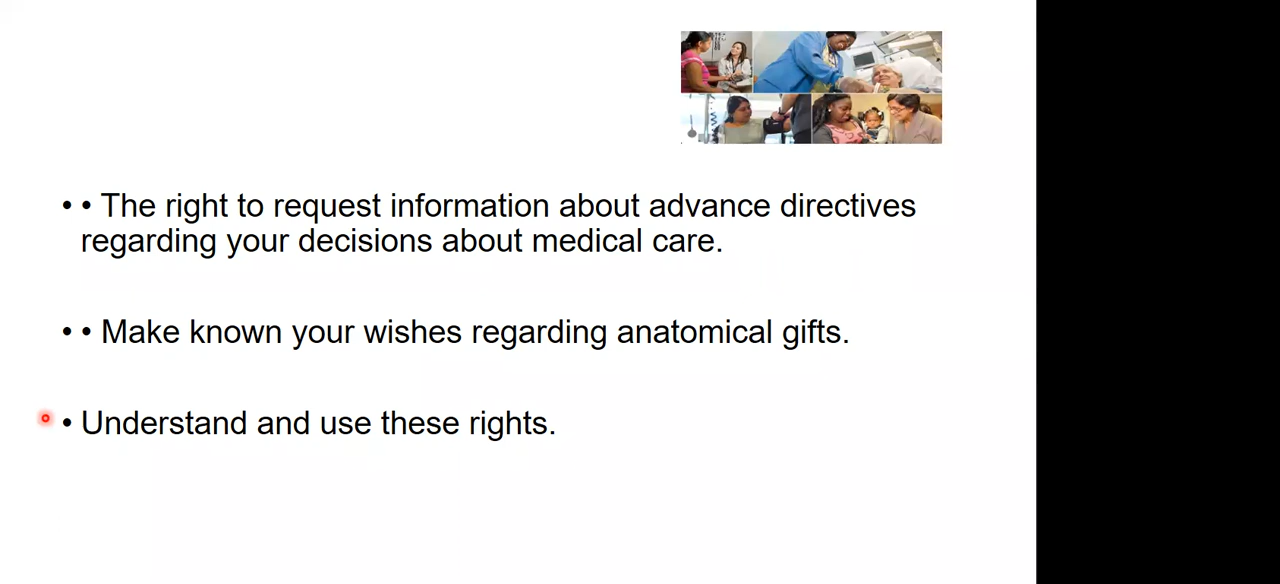 • • The right to request information about advance directives
regarding your decisions about medical care.
• • Make known your wishes regarding anatomical gifts.
• Understand and use these rights.